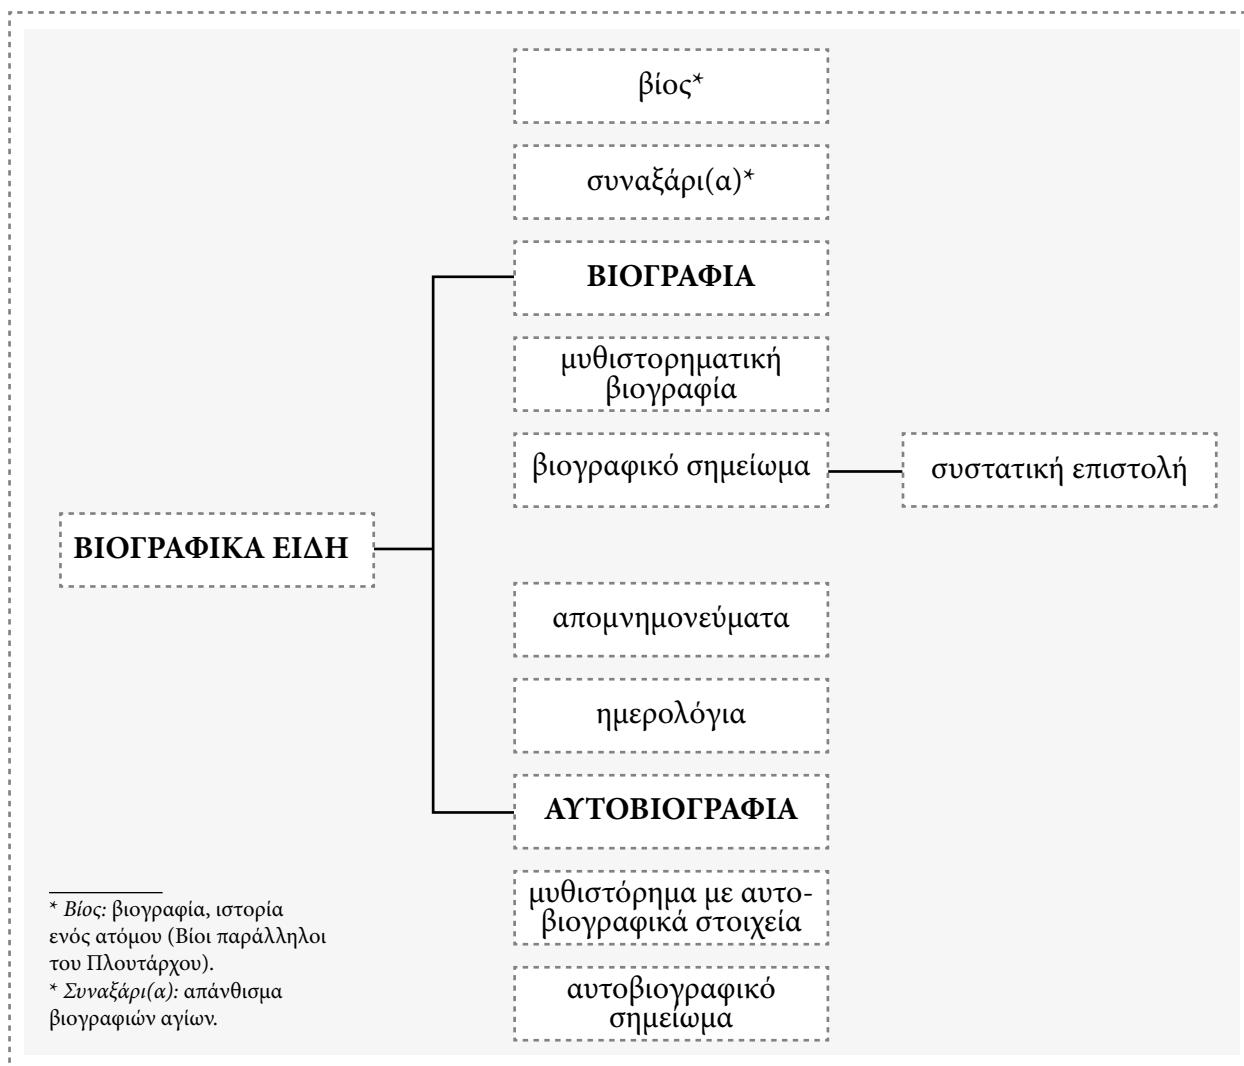 βίος*
συναξάρι(α)*
ΒΙΟΓΡΑΦΙΑ
μυθιστορηματική
βιογραφία
βιογραφικό σημείωμα
συστατική επιστολή
ΒΙΟΓΡΑΦΙΚΑ ΕΙΔΗ
απομνημονεύματα
ημερολόγια
ΑΥΤΟΒΙΟΓΡΑΦΙΑ
μυθιστόρημα με αυτο-
βιογραφικά στοιχεία
αυτοβιογραφικό
σημείωμα
* Βίος: βιογραφία, ιστορία
ενός ατόμου (Βίοι παράλληλοι
του Πλουτάρχου).
* Συναξάρι(α): απάνθισμα
βιογραφιών αγίων.